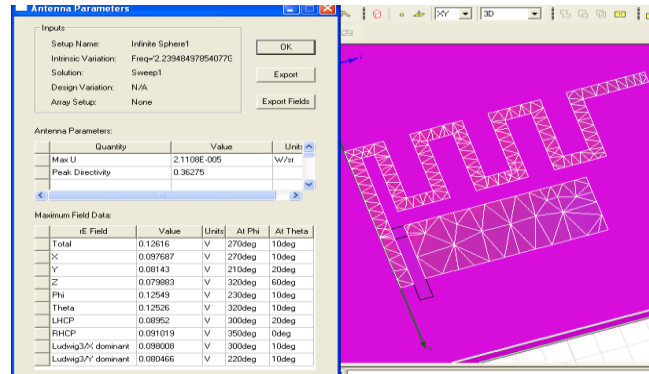 Antenna Parameters
Inputs
Setup Name: Infinite Sphere1
Intrinsic Variation: Freq='2.2394849785407G
Solution: Sweep1
Design Variation: N/A
Array Setup: None
OK
Export
Export Fields
Antenna Parameters:
Quantity Value Units
Max U 2.1108E-005 W/sr
Peak Directivity 0.36275
Maximum Field Data:
rE Field Value Units At Phi At Theta
Total 0.12616 V 270deg 10deg
X 0.097687 V 270deg 10deg
Y 0.08143 V 210deg 20deg
Z 0.079883 V 320deg 60deg
Phi 0.12549 V 230deg 10deg
Theta 0.12526 V 320deg 10deg
LHCP 0.08952 V 300deg 20deg
RHCP 0.091019 V 350deg 0deg
Ludwig3/X dominant 0.098008 V 300deg 10deg
Ludwig3/Y dominant 0.080466 V 220deg 10deg
XY
3D